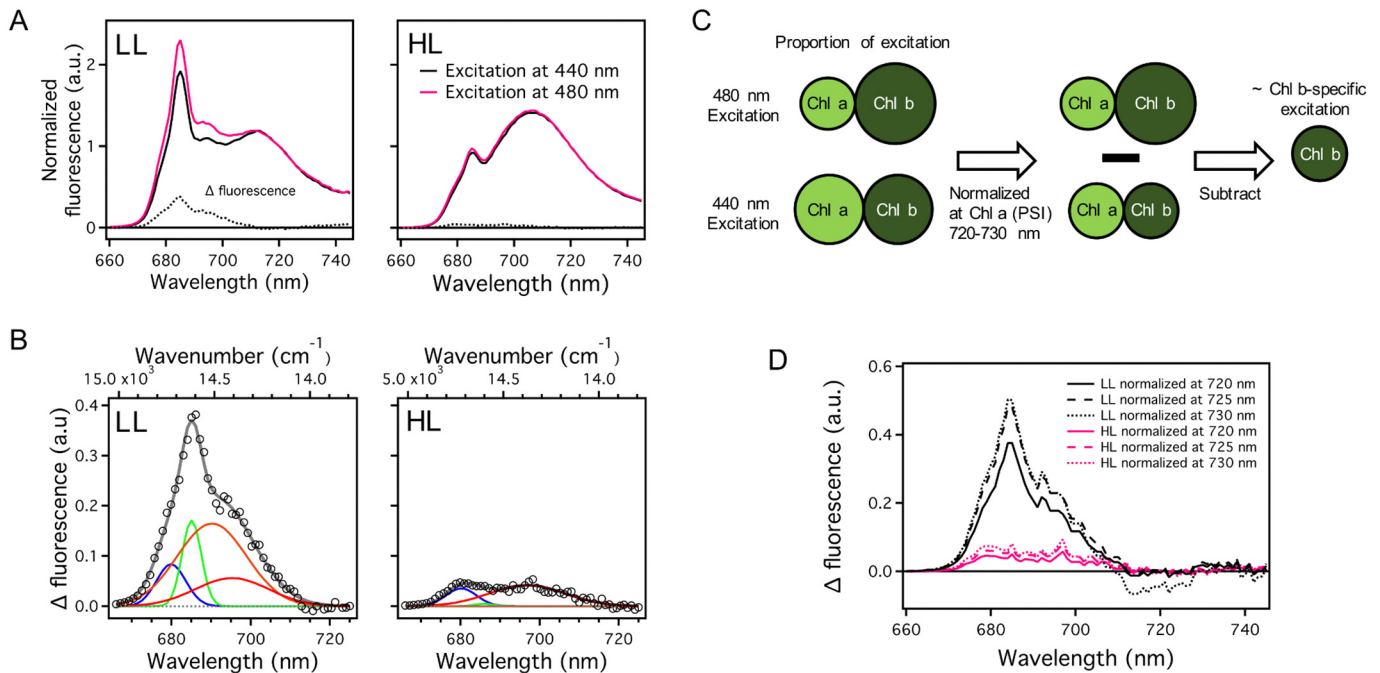 A
LL
HL
Excitation at 440 nm
Excitation at 480 nm
Δ fluorescence
Normalized
fluorescence (a.u.)
2
1
0
660 680 700 720 740
Wavelength (nm)
660 680 700 720 740
Wavelength (nm)
C
Proportion of excitation
480 nm
Excitation
Chl a
Chl b
440 nm
Excitation
Chl a
Chl b
Normalized
at Chl a (PSI)
720-730 nm
Chl a
Chl b
Chl a
Chl b
Subtract
~ Chl b-specific
excitation
Chl b
B
Wavenumber (cm⁻¹)
15.0 x10³ 14.5 14.0
LL
Δ fluorescence (a.u)
0.4
0.3
0.2
0.1
0.0
680 700 720
Wavelength (nm)
Wavenumber (cm⁻¹)
5.0 x10³ 14.5 14.0
HL
680 700 720
Wavelength (nm)
D
LL normalized at 720 nm
LL normalized at 725 nm
LL normalized at 730 nm
HL normalized at 720 nm
HL normalized at 725 nm
HL normalized at 730 nm
Δ fluorescence (a.u.)
0.6
0.4
0.2
0.0
660 680 700 720 740
Wavelength (nm)